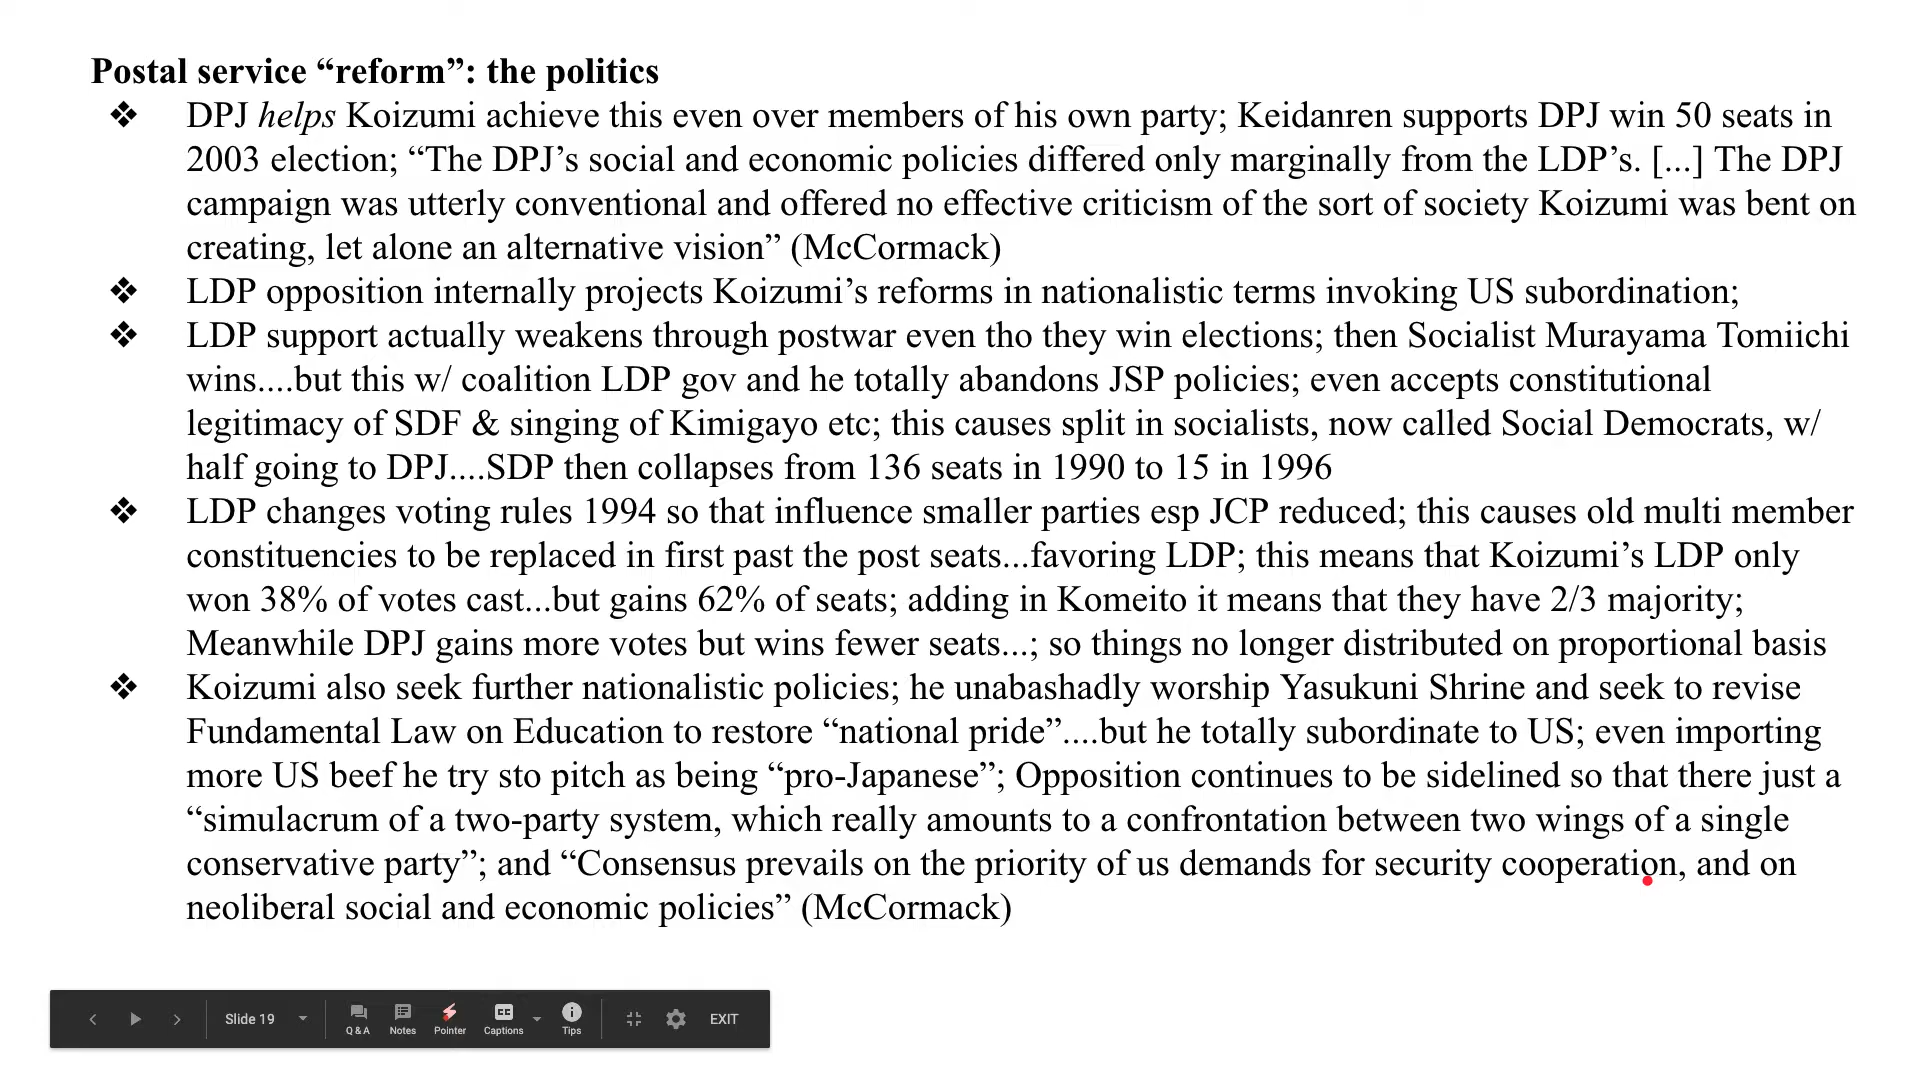 Postal service “reform”: the politics
❖ DPJ helps Koizumi achieve this even over members of his own party; Keidanren supports DPJ win 50 seats in
2003 election; “The DPJ’s social and economic policies differed only marginally from the LDP’s. [...] The DPJ
campaign was utterly conventional and offered no effective criticism of the sort of society Koizumi was bent on
creating, let alone an alternative vision” (McCormack)
❖ LDP opposition internally projects Koizumi’s reforms in nationalistic terms invoking US subordination;
❖ LDP support actually weakens through postwar even tho they win elections; then Socialist Murayama Tomiichi
wins....but this w/ coalition LDP gov and he totally abandons JSP policies; even accepts constitutional
legitimacy of SDF & singing of Kimigayo etc; this causes split in socialists, now called Social Democrats, w/
half going to DPJ....SDP then collapses from 136 seats in 1990 to 15 in 1996
❖ LDP changes voting rules 1994 so that influence smaller parties esp JCP reduced; this causes old multi member
constituencies to be replaced in first past the post seats...favoring LDP; this means that Koizumi’s LDP only
won 38% of votes cast...but gains 62% of seats; adding in Komeito it means that they have 2/3 majority;
Meanwhile DPJ gains more votes but wins fewer seats...; so things no longer distributed on proportional basis
❖ Koizumi also seek further nationalistic policies; he unabashadly worship Yasukuni Shrine and seek to revise
Fundamental Law on Education to restore “national pride”....but he totally subordinate to US; even importing
more US beef he try sto pitch as being “pro-Japanese”; Opposition continues to be sidelined so that there just a
“simulacrum of a two-party system, which really amounts to a confrontation between two wings of a single
conservative party”; and “Consensus prevails on the priority of us demands for security cooperation, and on
neoliberal social and economic policies” (McCormack)
Slide 19 Q & A Notes Pointer CC Captions Tips EXIT